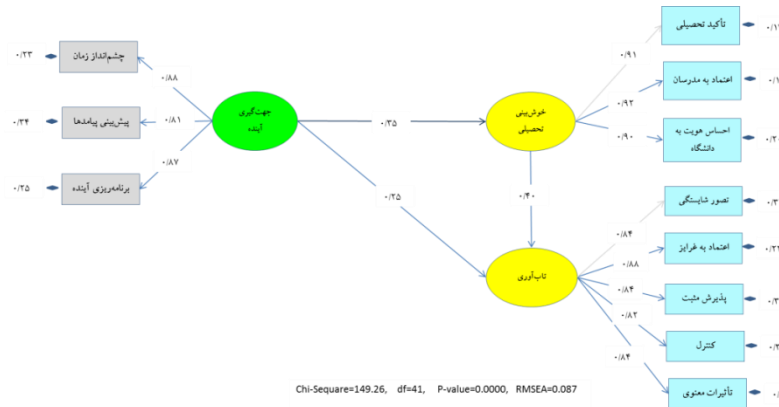 تأکید تحصیلی
۰/۹۱
چشم‌انداز زمان
۰/۲۳
۰/۸۸
اعتماد به مدرسان
۰/۹۲
جهت‌گیری
آینده
خوش‌بینی
تحصیلی
پیش‌بینی پیامدها
۰/۳۴
۰/۸۱
۰/۳۵
احساس هویت به
دانشگاه
۰/۹۰
برنامه‌ریزی آینده
۰/۲۵
۰/۸۷
۰/۲۵
۰/۴۰
تصور شایستگی
۰/۸۴
اعتماد به غرایز
۰/۸۸
تاب‌آوری
پذیرش مثبت
۰/۸۴
کنترل
۰/۸۲
تأثیرات معنوی
۰/۸۴
Chi-Sequare=149.26, df=41, P-value=0.0000, RMSEA=0.087